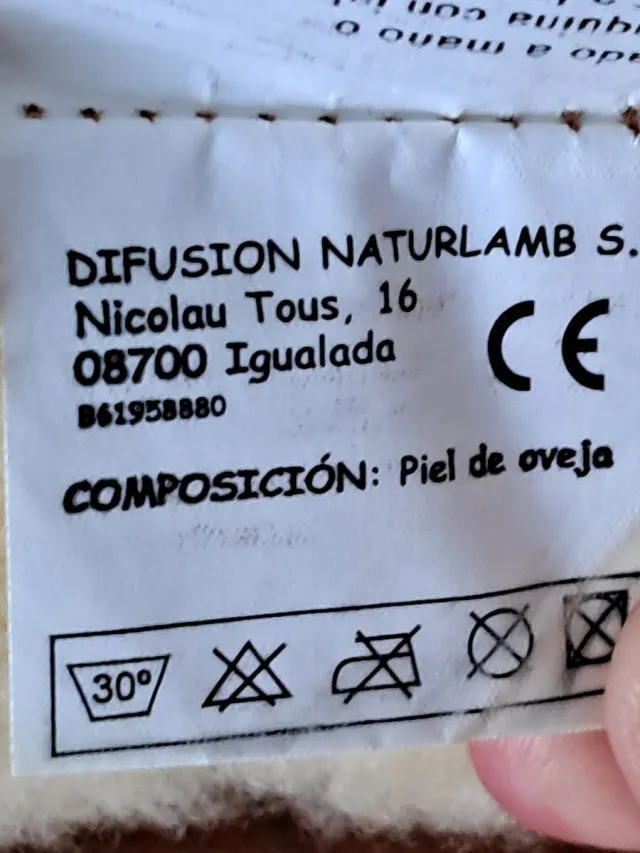 DIFUSION NATURLAMB S.
Nicolau Tous, 16
08700 Igualada
B61958880
CE
COMPOSICIÓN: Piel de oveja
30°